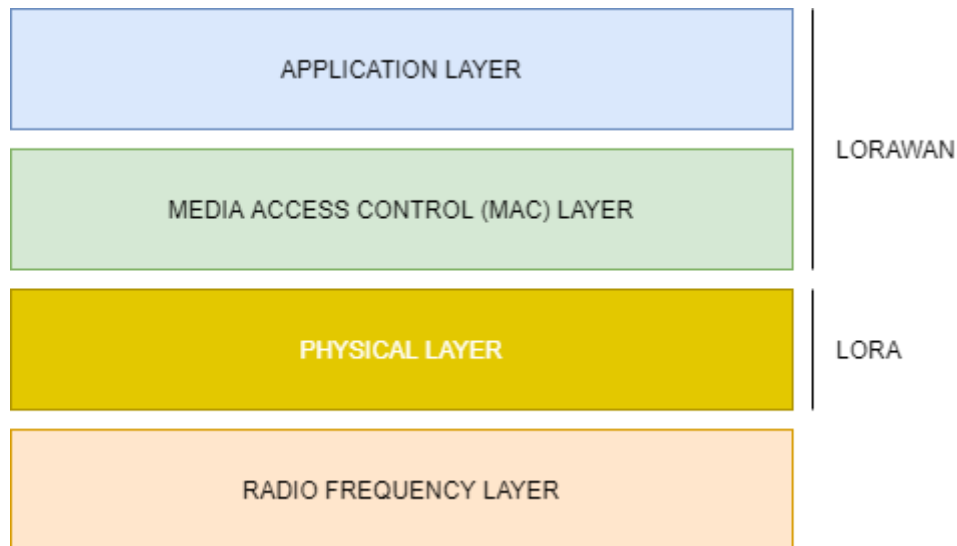 APPLICATION LAYER
LORAWAN
MEDIA ACCESS CONTROL (MAC) LAYER
PHYSICAL LAYER
LORA
RADIO FREQUENCY LAYER